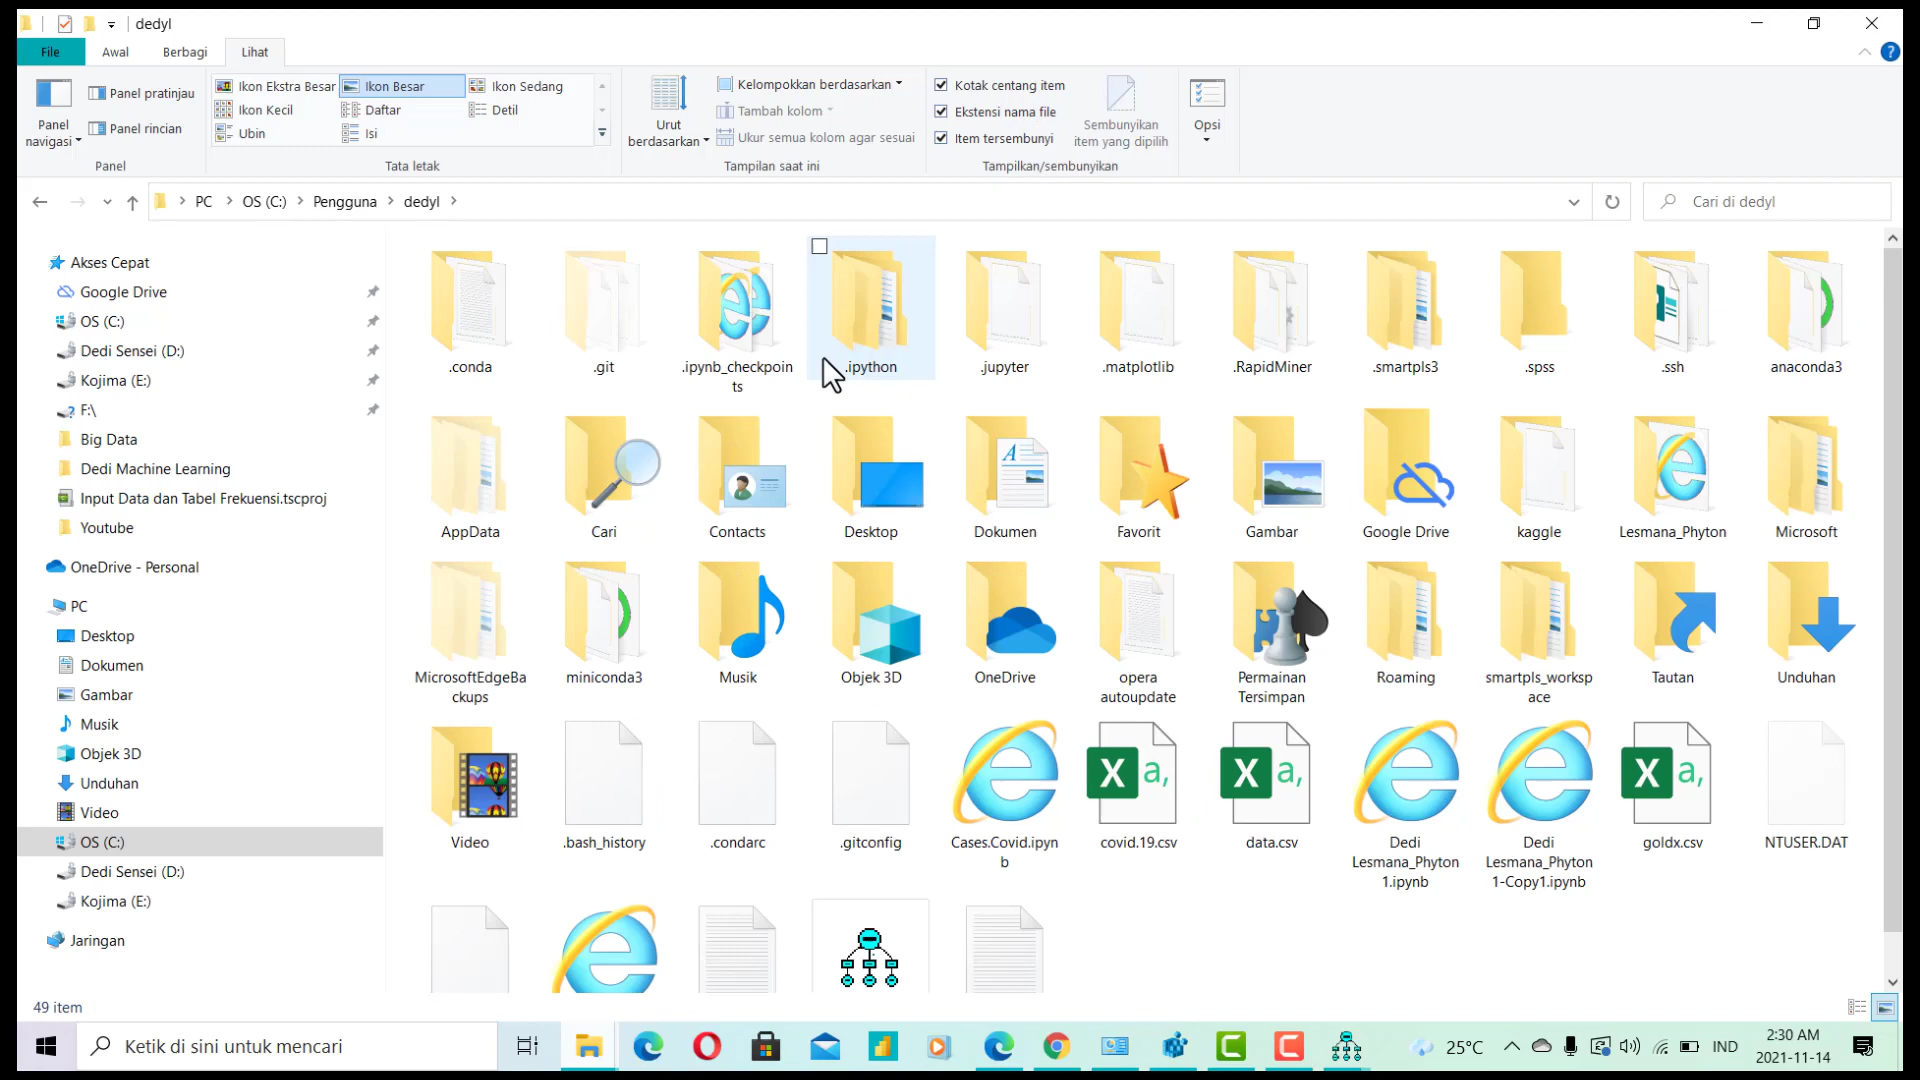 dedyl
File Awal Berbagi Lihat
Panel navigasi
Panel pratinjau
Panel rincian
Panel
Ikon Ekstra Besar Ikon Besar Ikon Sedang
Ikon Kecil Daftar Detil
Ubin Isi
Tata letak
Urut berdasarkan
Kelompokkan berdasarkan
Tambah kolom
Ukur semua kolom agar sesuai
Tampilan saat ini
Kotak centang item
Ekstensi nama file
Item tersembunyi
Sembunyikan
item yang dipilih
Tampilkan/sembunyikan
Opsi
PC > OS (C:) > Pengguna > dedyl >
Cari di dedyl
Akses Cepat
Google Drive
OS (C:)
Dedi Sensei (D:)
Kojima (E:)
F:\
Big Data
Dedi Machine Learning
Input Data dan Tabel Frekuensi.tscproj
Youtube
OneDrive - Personal
PC
Desktop
Dokumen
Gambar
Musik
Objek 3D
Unduhan
Video
OS (C:)
Dedi Sensei (D:)
Kojima (E:)
Jaringan
.conda .git .ipynb_checkpoin .ipython .jupyter .matplotlib .RapidMiner .smartpls3 .spss .ssh anaconda3
ts
AppData Cari Contacts Desktop Dokumen Favorit Gambar Google Drive kaggle Lesmana_Phyton Microsoft
MicrosoftEdgeBa miniconda3 Musik Objek 3D OneDrive opera Permainan Roaming smartpls_worksp Tautan Unduhan
ckups autoupdate Tersimpan ace
Video .bash_history .condarc .gitconfig Cases.Covid.ipyn covid.19.csv data.csv Dedi Dedi goldx.csv NTUSER.DAT
b Lesmana_Phyton Lesmana_Phyton
1.ipynb 1-Copy1.ipynb
49 item
Ketik di sini untuk mencari
25°C
IND
2:30 AM
2021-11-14